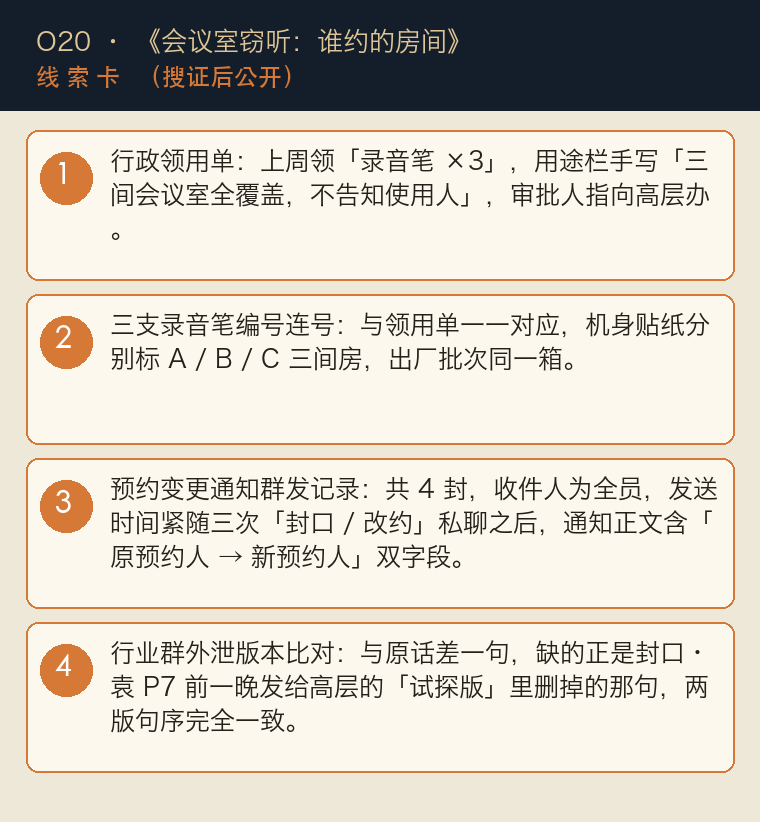 O20 · 《会议室窃听：谁约的房间》
线索卡 （搜证后公开）
1
行政领用单：上周领「录音笔 ×3」，用途栏手写「三
间会议室全覆盖，不告知使用人」，审批人指向高层办
。
2
三支录音笔编号连号：与领用单一一对应，机身贴纸分
别标 A / B / C 三间房，出厂批次同一箱。
3
预约变更通知群发记录：共 4 封，收件人为全员，发送
时间紧随三次「封口 / 改约」私聊之后，通知正文含「
原预约人 → 新预约人」双字段。
4
行业群外泄版本比对：与原话差一句，缺的正是封口·
袁 P7 前一晚发给高层的「试探版」里删掉的那句，两
版句序完全一致。